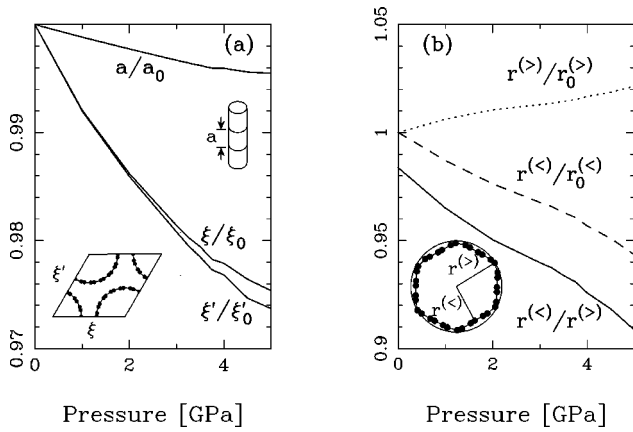 (a)
a/a₀
a
ξ/ξ₀
ξ'/ξ'₀
ξ'
ξ
0.99
0.98
0.97
0 2 4
Pressure [GPa]
(b)
r⁽ᐳ⁾/r₀⁽ᐳ⁾
r⁽ᐸ⁾/r₀⁽ᐸ⁾
r⁽ᐳ⁾
r⁽ᐸ⁾
r⁽ᐸ⁾/r⁽ᐳ⁾
1.05
1
0.95
0.9
0 2 4
Pressure [GPa]